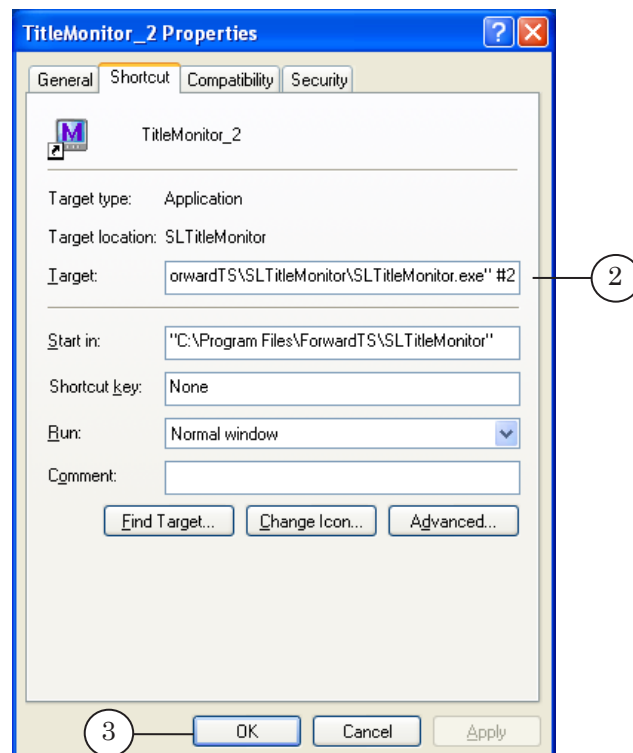 TitleMonitor_2 Properties
General Shortcut Compatibility Security
M
TitleMonitor_2
Target type: Application
Target location: SLTitleMonitor
Target: orwardTS\SLTitleMonitor\SLTitleMonitor.exe" #2
2
Start in: "C:\Program Files\ForwardTS\SLTitleMonitor"
Shortcut key: None
Run: Normal window
Comment:
Find Target... Change Icon... Advanced...
3
OK Cancel Apply